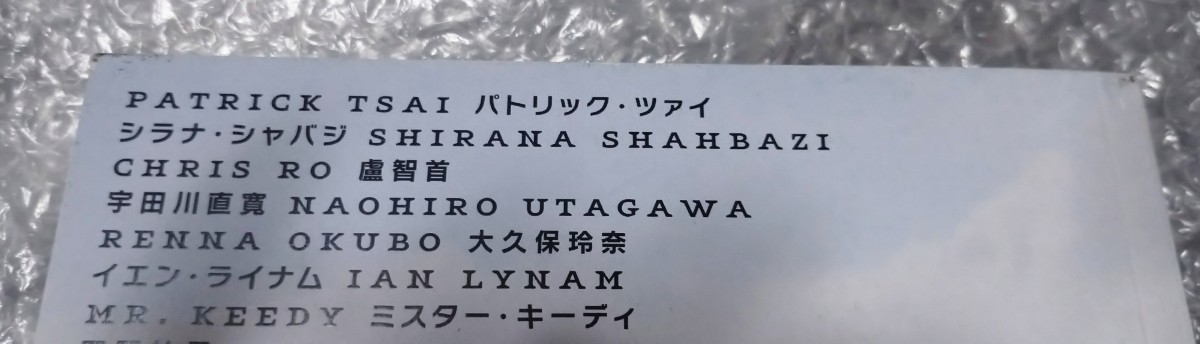 PATRICK TSAI パトリック・ツァイ
シラナ・シャバジ SHIRANA SHAHBAZI
CHRIS RO 盧智首
宇田川直寛 NAOHIRO UTAGAWA
RENNA OKUBO 大久保玲奈
イエン・ライナム IAN LYNAM
MR. KEEDY ミスター・キーディ